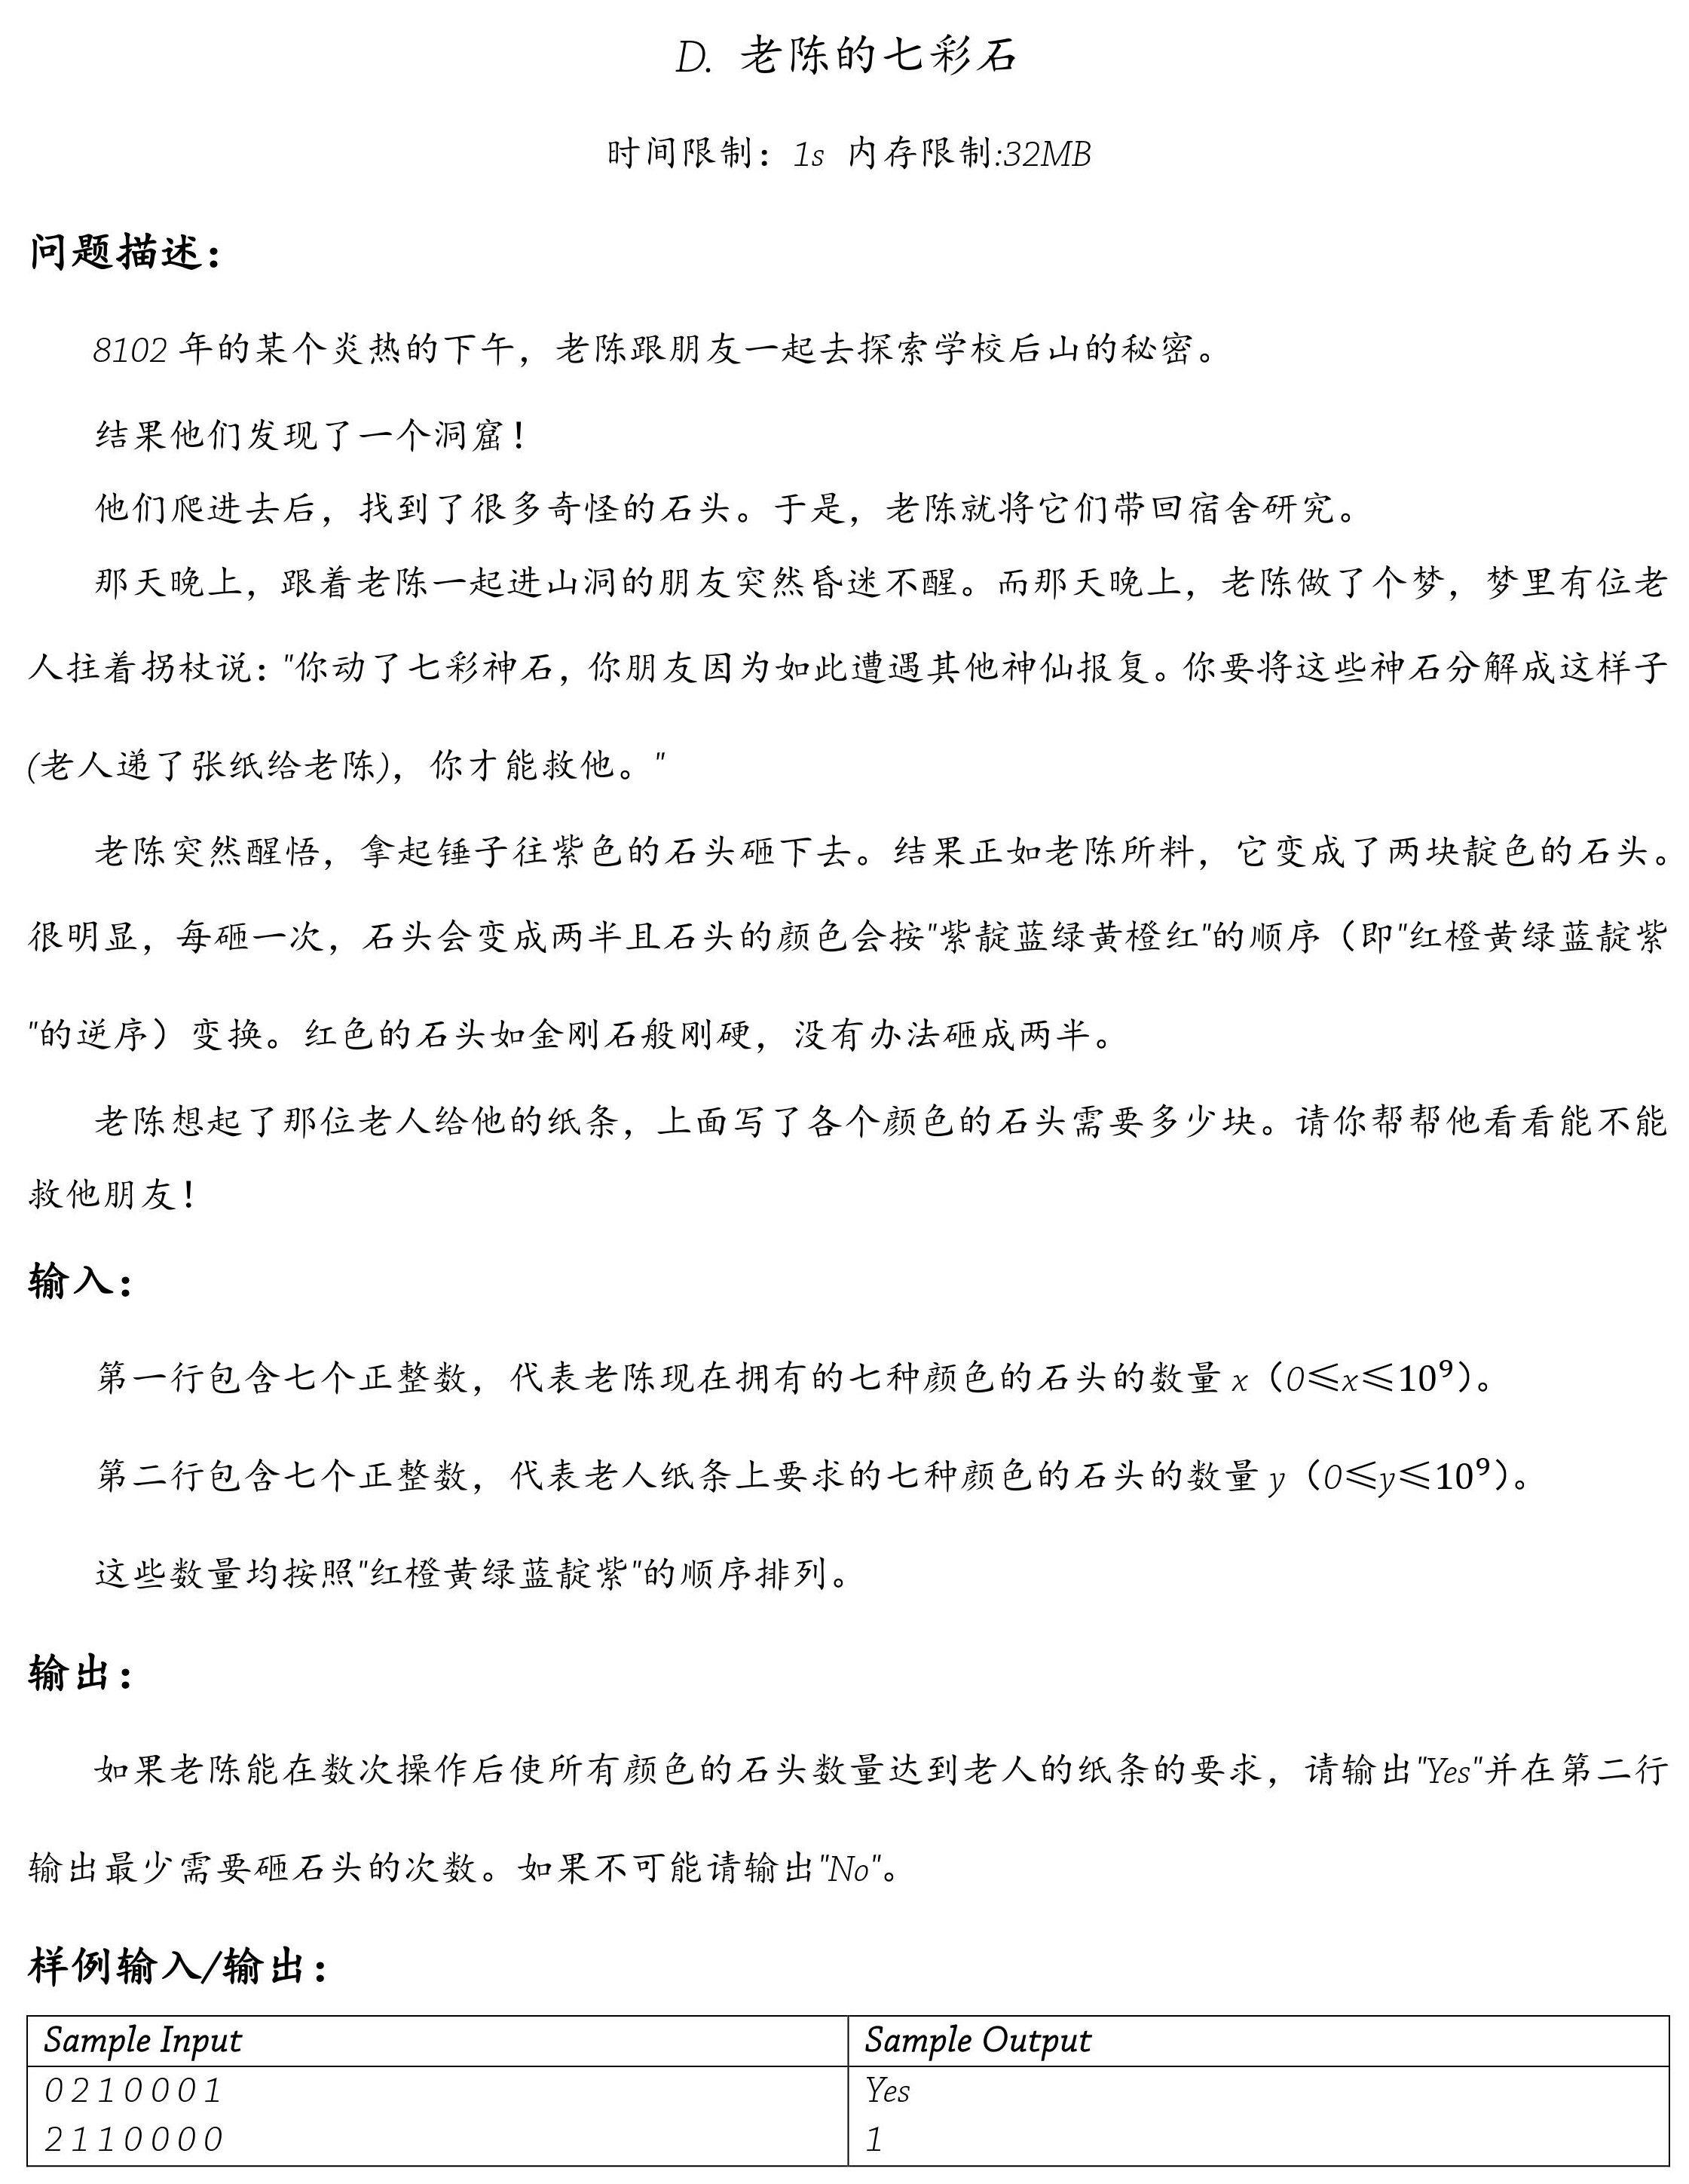 D. 老陈的七彩石
时间限制：1s 内存限制:32MB
问题描述：
8102 年的某个炎热的下午，老陈跟朋友一起去探索学校后山的秘密。
结果他们发现了一个洞窟！
他们爬进去后，找到了很多奇怪的石头。于是，老陈就将它们带回宿舍研究。
那天晚上，跟着老陈一起进山洞的朋友突然昏迷不醒。而那天晚上，老陈做了个梦，梦里有位老
人拄着拐杖说："你动了七彩神石，你朋友因为如此遭遇其他神仙报复。你要将这些神石分解成这样子
(老人递了张纸给老陈)，你才能救他。"
老陈突然醒悟，拿起锤子往紫色的石头砸下去。结果正如老陈所料，它变成了两块靛色的石头。
很明显，每砸一次，石头会变成两半且石头的颜色会按"紫靛蓝绿黄橙红"的顺序（即"红橙黄绿蓝靛紫
"的逆序）变换。红色的石头如金刚石般刚硬，没有办法砸成两半。
老陈想起了那位老人给他的纸条，上面写了各个颜色的石头需要多少块。请你帮帮他看看能不能
救他朋友！
输入：
第一行包含七个正整数，代表老陈现在拥有的七种颜色的石头的数量 x（0≤x≤10⁹）。
第二行包含七个正整数，代表老人纸条上要求的七种颜色的石头的数量 y（0≤y≤10⁹）。
这些数量均按照"红橙黄绿蓝靛紫"的顺序排列。
输出：
如果老陈能在数次操作后使所有颜色的石头数量达到老人的纸条的要求，请输出"Yes"并在第二行
输出最少需要砸石头的次数。如果不可能请输出"No"。
样例输入/输出：
Sample Input Sample Output
0 2 1 0 0 0 1 Yes
2 1 1 0 0 0 0 1